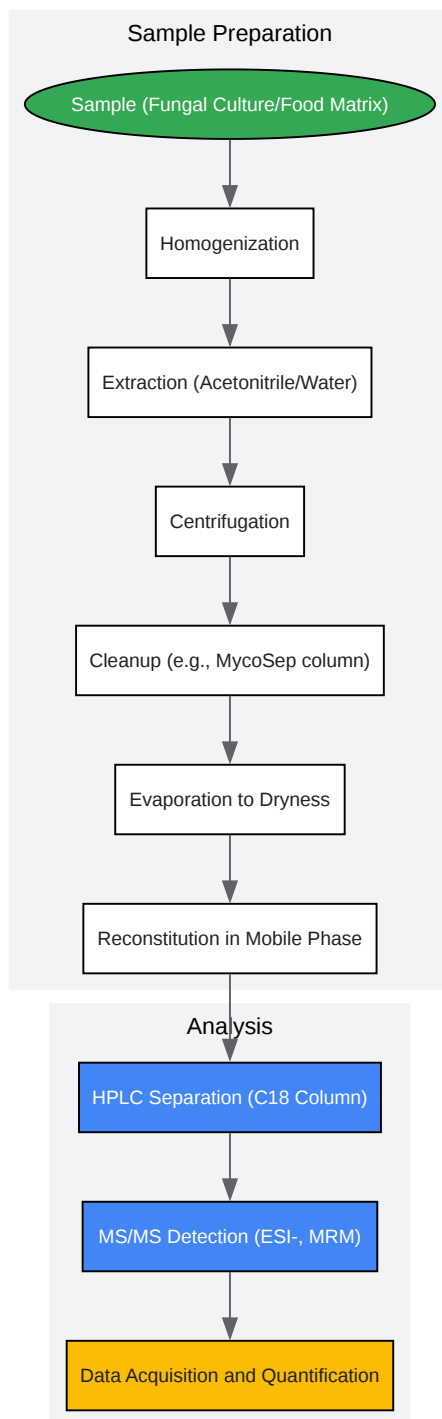 Sample Preparation
Sample (Fungal Culture/Food Matrix)
Homogenization
Extraction (Acetonitrile/Water)
Centrifugation
Cleanup (e.g., MycoSep column)
Evaporation to Dryness
Reconstitution in Mobile Phase
Analysis
HPLC Separation (C18 Column)
MS/MS Detection (ESI-, MRM)
Data Acquisition and Quantification